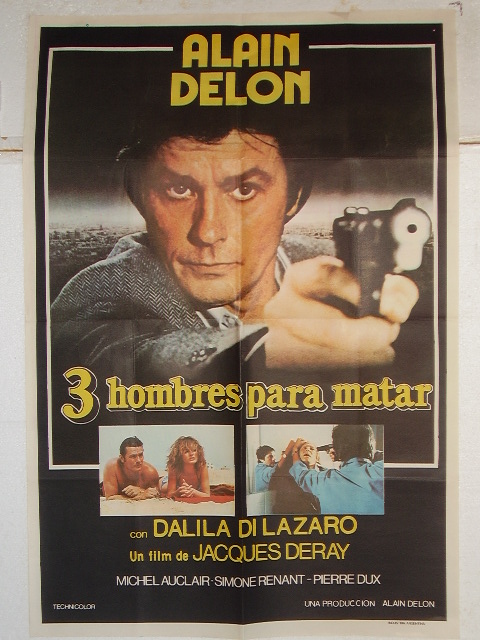 ALAIN
DELON
3 hombres para matar
con DALILA DI LAZARO
Un film de JACQUES DERAY
MICHEL AUCLAIR - SIMONE RENANT - PIERRE DUX
TECHNICOLOR
UNA PRODUCCION ALAIN DELON